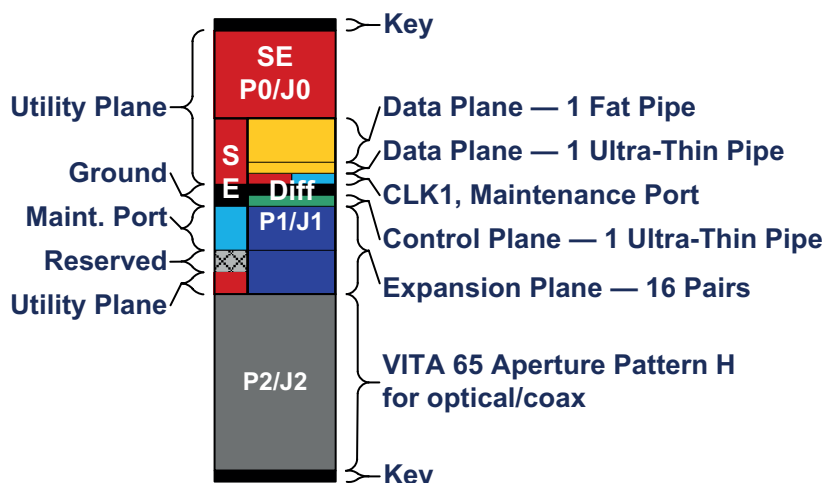 Key
SE
P0/J0
Utility Plane
Data Plane — 1 Fat Pipe
S
E
Data Plane — 1 Ultra-Thin Pipe
Ground
Diff
CLK1, Maintenance Port
Maint. Port
P1/J1
Control Plane — 1 Ultra-Thin Pipe
Reserved
Expansion Plane — 16 Pairs
Utility Plane
P2/J2
VITA 65 Aperture Pattern H
for optical/coax
Key